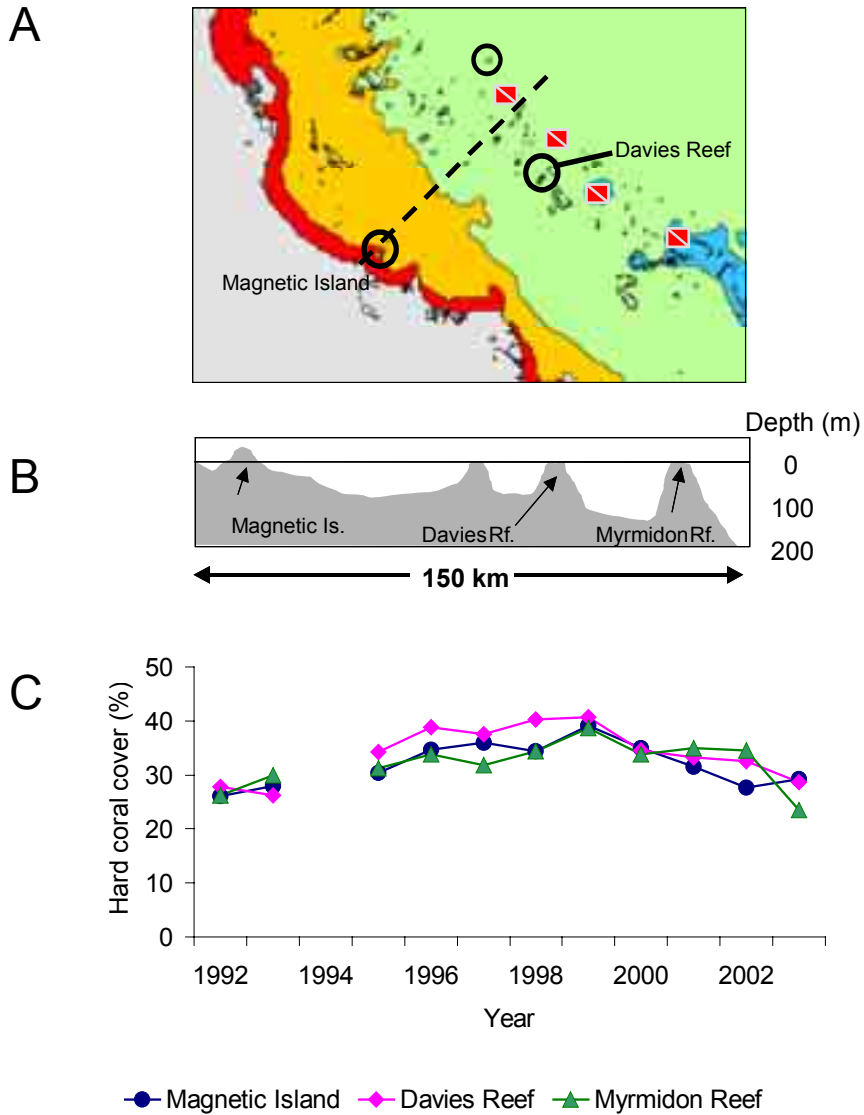 A
Davies Reef
Magnetic Island
B
Depth (m)
0
100
200
Magnetic Is.
Davies Rf.
Myrmidon Rf.
150 km
C
Hard coral cover (%)
50
40
30
20
10
0
1992 1994 1996 1998 2000 2002
Year
Magnetic Island Davies Reef Myrmidon Reef